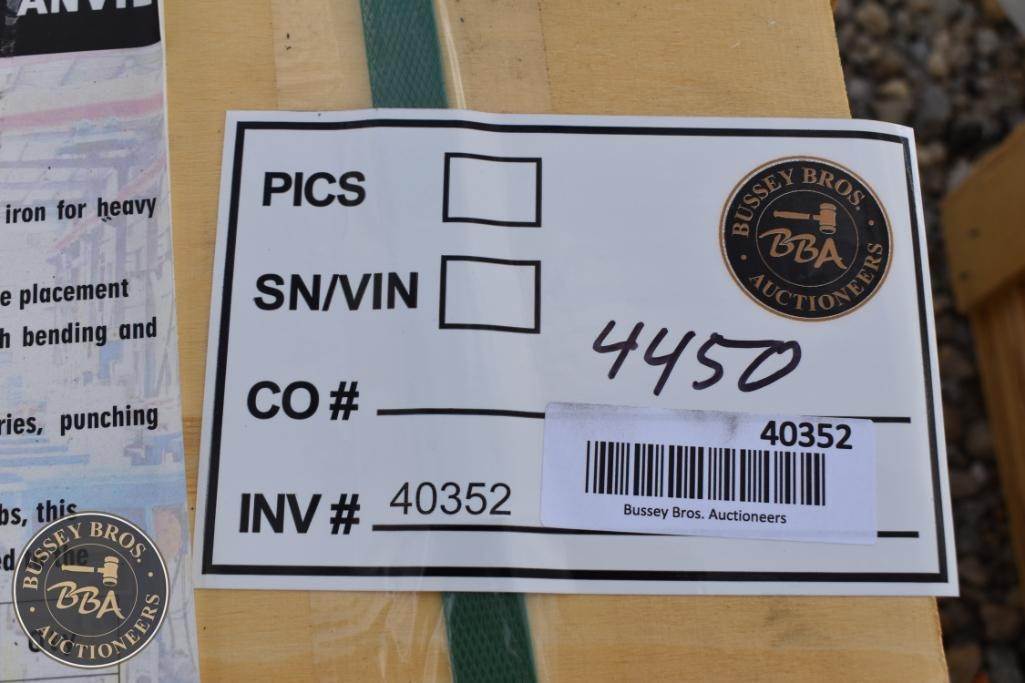 ANVIL
iron for heavy
e placement
h bending and
ries, punching
bs, this
PICS
SN/VIN
CO #
4450
INV # 40352
40352
Bussey Bros. Auctioneers
BUSSEY BROS.
BBA
AUCTIONEERS
BUSSEY BROS.
BBA
AUCTIONEERS